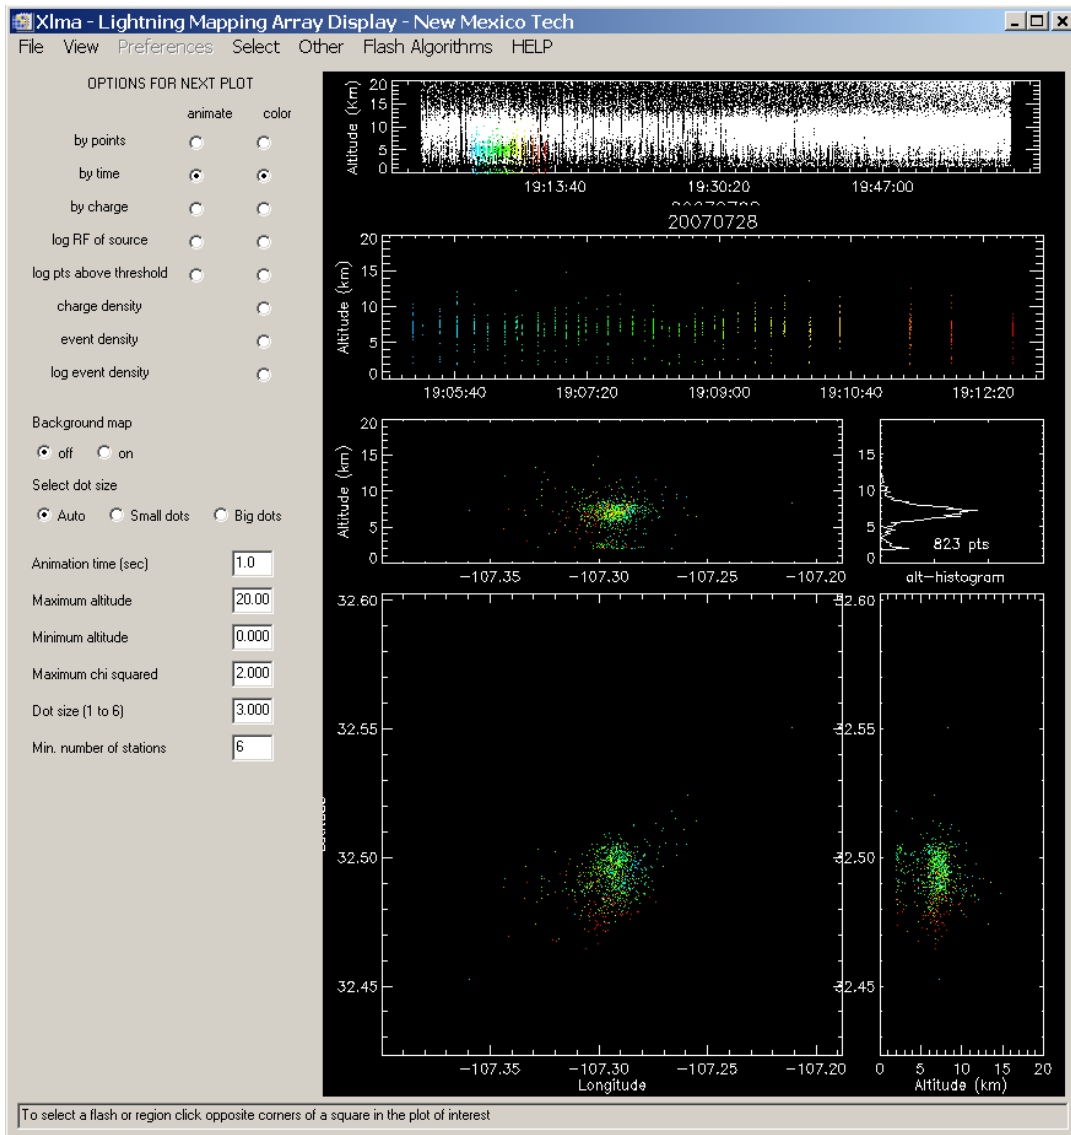 Xlma - Lightning Mapping Array Display - New Mexico Tech
File View Preferences Select Other Flash Algorithms HELP
OPTIONS FOR NEXT PLOT
animate color
by points
by time
by charge
log RF of source
log pts above threshold
charge density
event density
log event density
Background map
off on
Select dot size
Auto Small dots Big dots
Animation time (sec) 1.0
Maximum altitude 20.00
Minimum altitude 0.000
Maximum chi squared 2.000
Dot size (1 to 6) 3.000
Min. number of stations 6
Altitude (km)
20
15
10
5
0
19:13:40 19:30:20 19:47:00
20070728
20070728
Altitude (km)
20
15
10
5
0
19:05:40 19:07:20 19:09:00 19:10:40 19:12:20
Altitude (km)
20
15
10
5
0
-107.35 -107.30 -107.25 -107.20
20
15
10
5
0
823 pts
alt-histogram
Latitude
32.60
32.55
32.50
32.45
-107.35 -107.30 -107.25 -107.20
Longitude
32.60
32.55
32.50
32.45
0 5 10 15 20
Altitude (km)
To select a flash or region click opposite corners of a square in the plot of interest